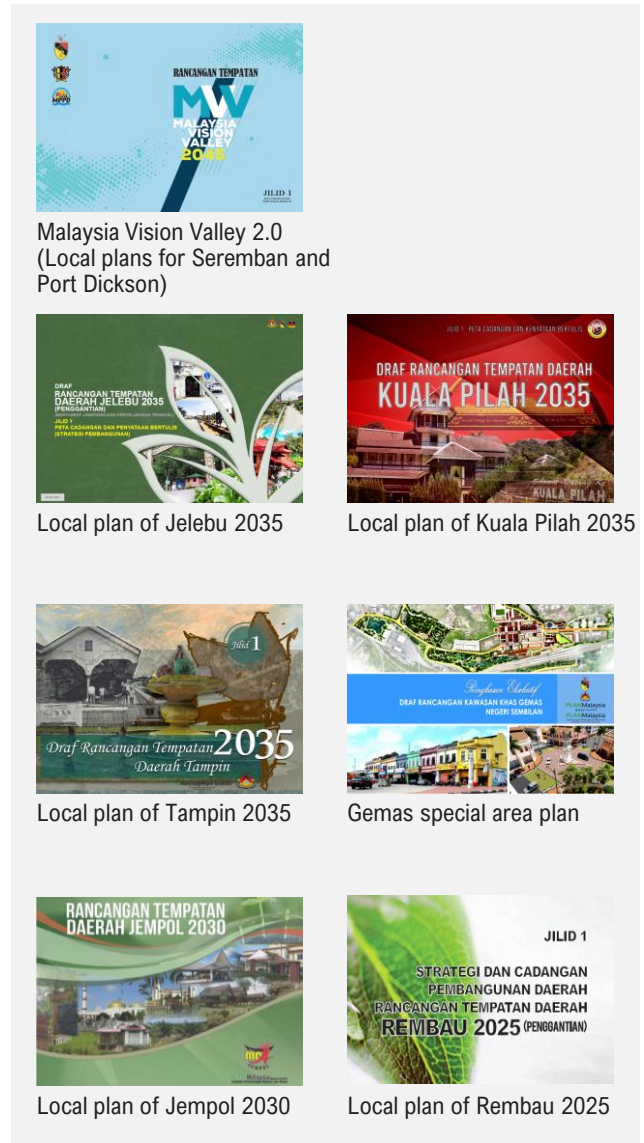 RANCANGAN TEMPATAN
MVV
MALAYSIA
VISION
VALLEY
2045
JILID 1
MPPD
Malaysia Vision Valley 2.0
(Local plans for Seremban and
Port Dickson)
DRAF
RANCANGAN TEMPATAN
DAERAH JELEBU 2035
(PENGGANTIAN)
JILID 1
PETA CADANGAN DAN PENYATAAN BERTULIS
(STRATEGI PEMBANGUNAN)
Local plan of Jelebu 2035
JILID 1 PETA CADANGAN DAN KENYATAAN BERTULIS
DRAF RANCANGAN TEMPATAN DAERAH
KUALA PILAH 2035
KUALA PILAH
Local plan of Kuala Pilah 2035
Jilid 1
Draf Rancangan Tempatan 2035
Daerah Tampin
Local plan of Tampin 2035
Ringkasan Eksekutif
DRAF RANCANGAN KAWASAN KHAS GEMAS
NEGERI SEMBILAN
PLANMalaysia
PLANMalaysia
Gemas special area plan
RANCANGAN TEMPATAN
DAERAH JEMPOL 2030
JEMPOL
Local plan of Jempol 2030
JILID 1
STRATEGI DAN CADANGAN
PEMBANGUNAN DAERAH
RANCANGAN TEMPATAN DAERAH
REMBAU 2025 (PENGGANTIAN)
Local plan of Rembau 2025